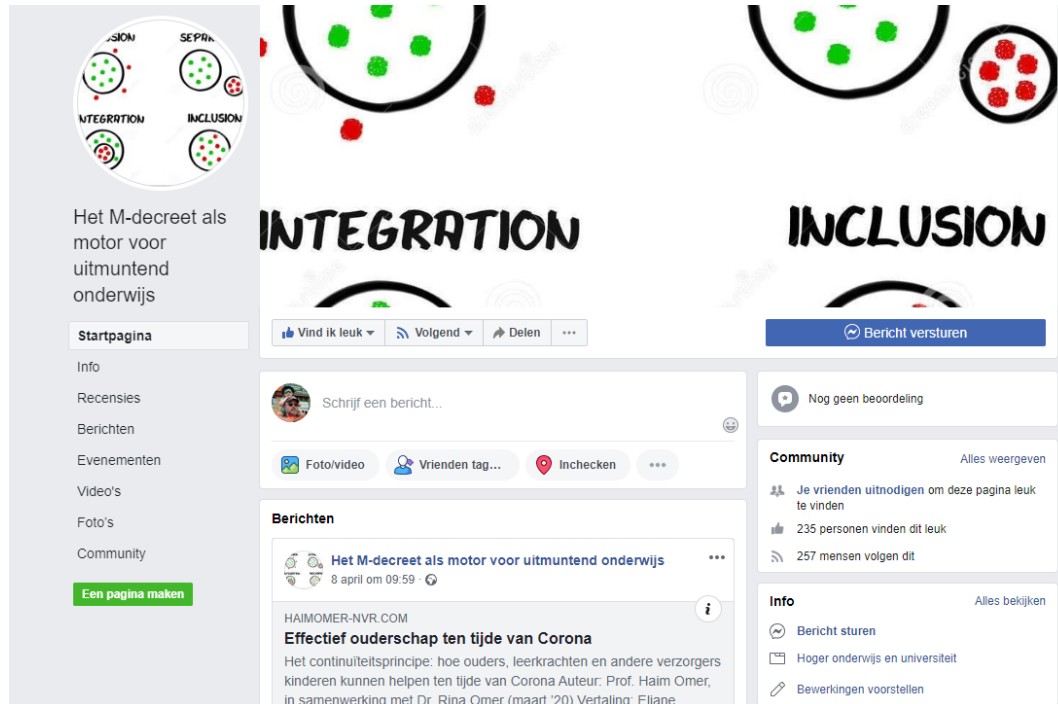 Het M-decreet als
motor voor
uitmuntend
onderwijs
Startpagina
Info
Recensies
Berichten
Evenementen
Video's
Foto's
Community
Een pagina maken
INTEGRATION
INCLUSION
INCLUSION
Vind ik leuk
Volgend
Delen
Bericht versturen
Schrijf een bericht...
Foto/video
Vrienden tag...
Inchecken
Berichten
Het M-decreet als motor voor uitmuntend onderwijs
8 april om 09:59 ·
HAIMOMER-NVR.COM
Effectief ouderschap ten tijde van Corona
Het continuïteitsprincipe: hoe ouders, leerkrachten en andere verzorgers
kinderen kunnen helpen ten tijde van Corona Auteur: Prof. Haim Omer,
in samenwerking met Dr. Rina Omer (maart '20) Vertaling: Eliane
Nog geen beoordeling
Community
Alles weergeven
Je vrienden uitnodigen om deze pagina leuk
te vinden
235 personen vinden dit leuk
257 mensen volgen dit
Info
Alles bekijken
Bericht sturen
Hoger onderwijs en universiteit
Bewerkingen voorstellen